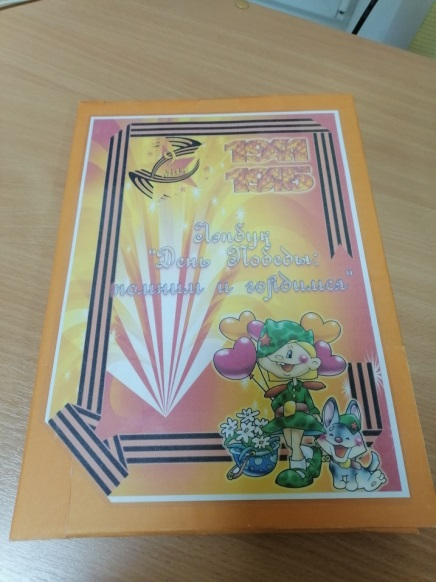 1941
1945
Лэпбук
"День Победы:
помним и гордимся"